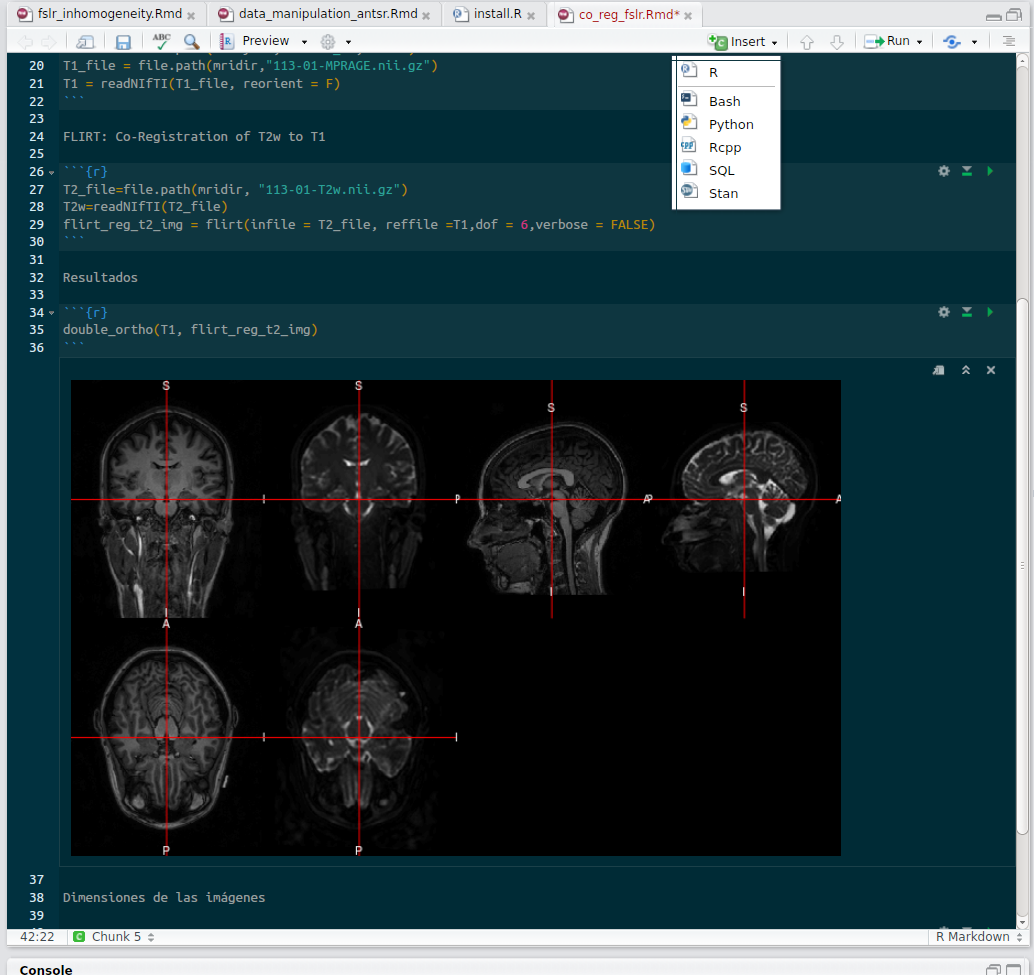 fslr_inhomogeneity.Rmd × data_manipulation_antsr.Rmd × install.R × co_reg_fslr.Rmd* ×
ABC Preview Insert Run
20 T1_file = file.path(mridir,"113-01-MPRAGE.nii.gz")
21 T1 = readNIfTI(T1_file, reorient = F)
22 ```
23
24 FLIRT: Co-Registration of T2w to T1
25
26 ```{r}
27 T2_file=file.path(mridir, "113-01-T2w.nii.gz")
28 T2w=readNIfTI(T2_file)
29 flirt_reg_t2_img = flirt(infile = T2_file, reffile =T1,dof = 6,verbose = FALSE)
30 ```
31
32 Resultados
33
34 ```{r}
35 double_ortho(T1, flirt_reg_t2_img)
36 ```
R
Bash
Python
Rcpp
SQL
Stan
S S S S
I P A P A
I I I I
A A
I I
P P
37
38 Dimensiones de las imágenes
39
42:22 C Chunk 5 R Markdown
Console